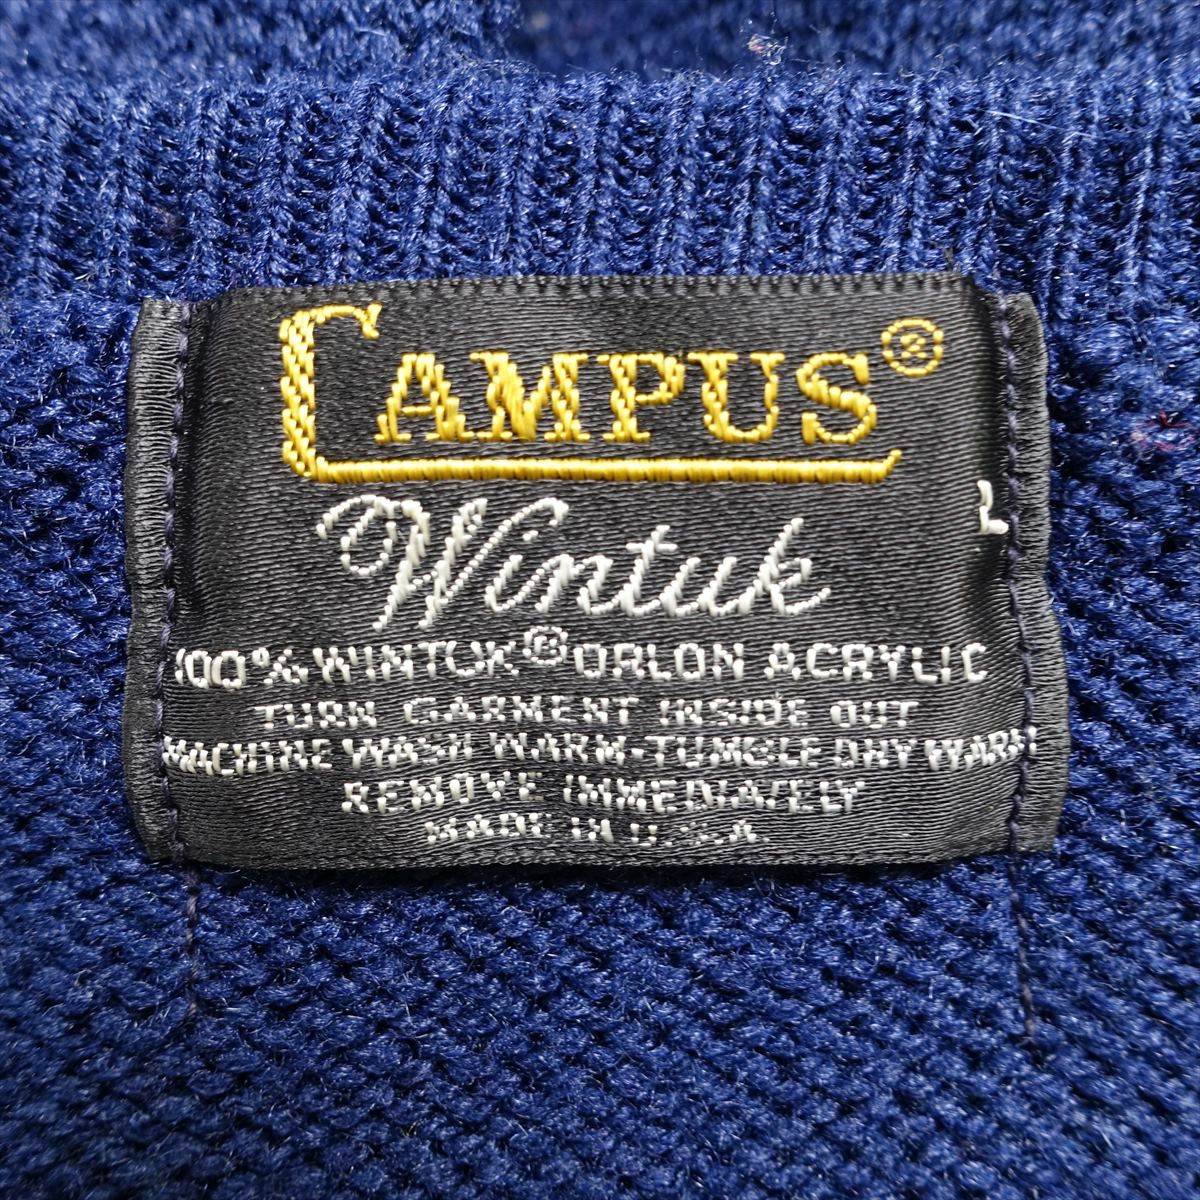 CAMPUS®
Wintuk
L
100% WINTUK® ORLON ACRYLIC
TURN GARMENT INSIDE OUT
MACHINE WASH WARM-TUMBLE DRY WARM
REMOVE IMMEDIATELY
MADE IN U.S.A.